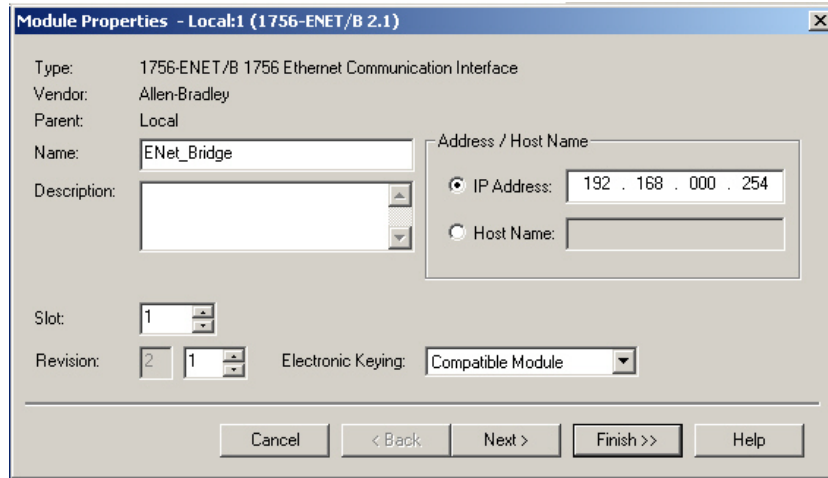 Module Properties - Local:1 (1756-ENET/B 2.1)
Type: 1756-ENET/B 1756 Ethernet Communication Interface
Vendor: Allen-Bradley
Parent: Local
Name: ENet_Bridge
Description:
Address / Host Name
IP Address: 192 . 168 . 000 . 254
Host Name:
Slot: 1
Revision: 2 1 Electronic Keying: Compatible Module
Cancel < Back Next > Finish >> Help